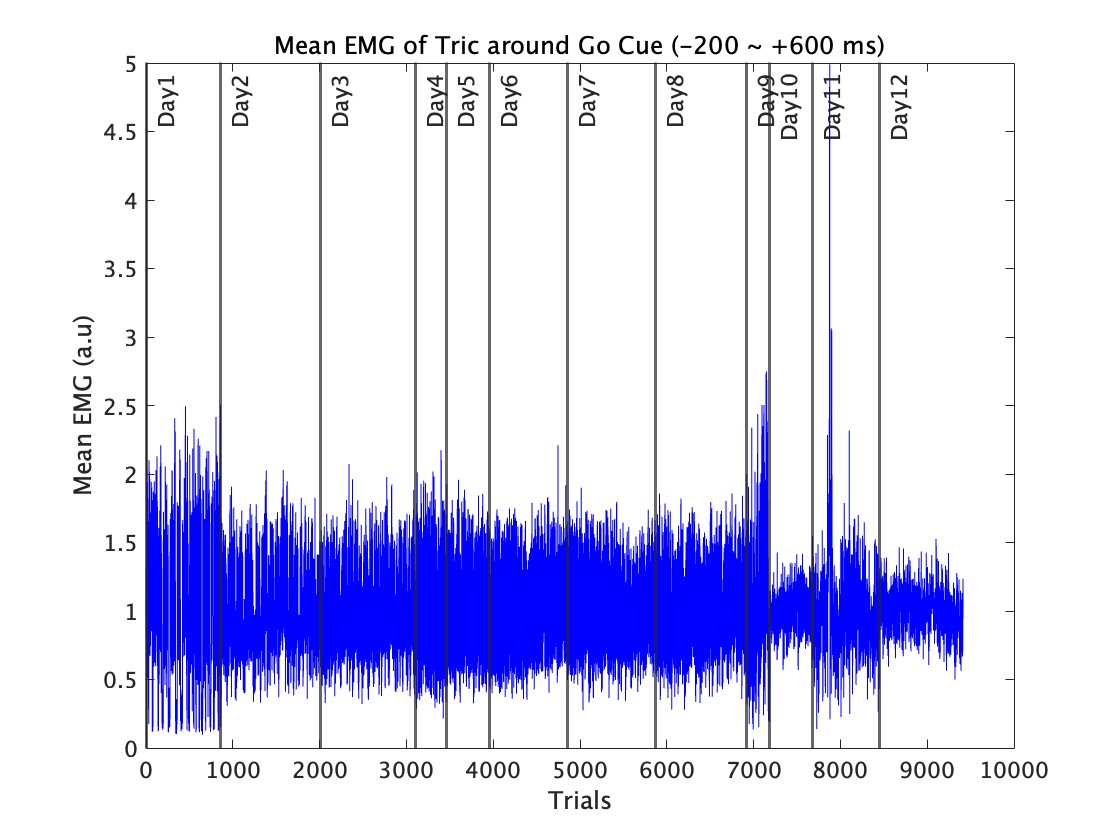 Mean EMG of Tric around Go Cue (-200 ~ +600 ms)
5
4.5
4
3.5
3
2.5
2
1.5
1
0.5
0
Mean EMG (a.u)
Day1
Day2
Day3
Day4
Day5
Day6
Day7
Day8
Day9
Day10
Day11
Day12
0 1000 2000 3000 4000 5000 6000 7000 8000 9000 10000
Trials